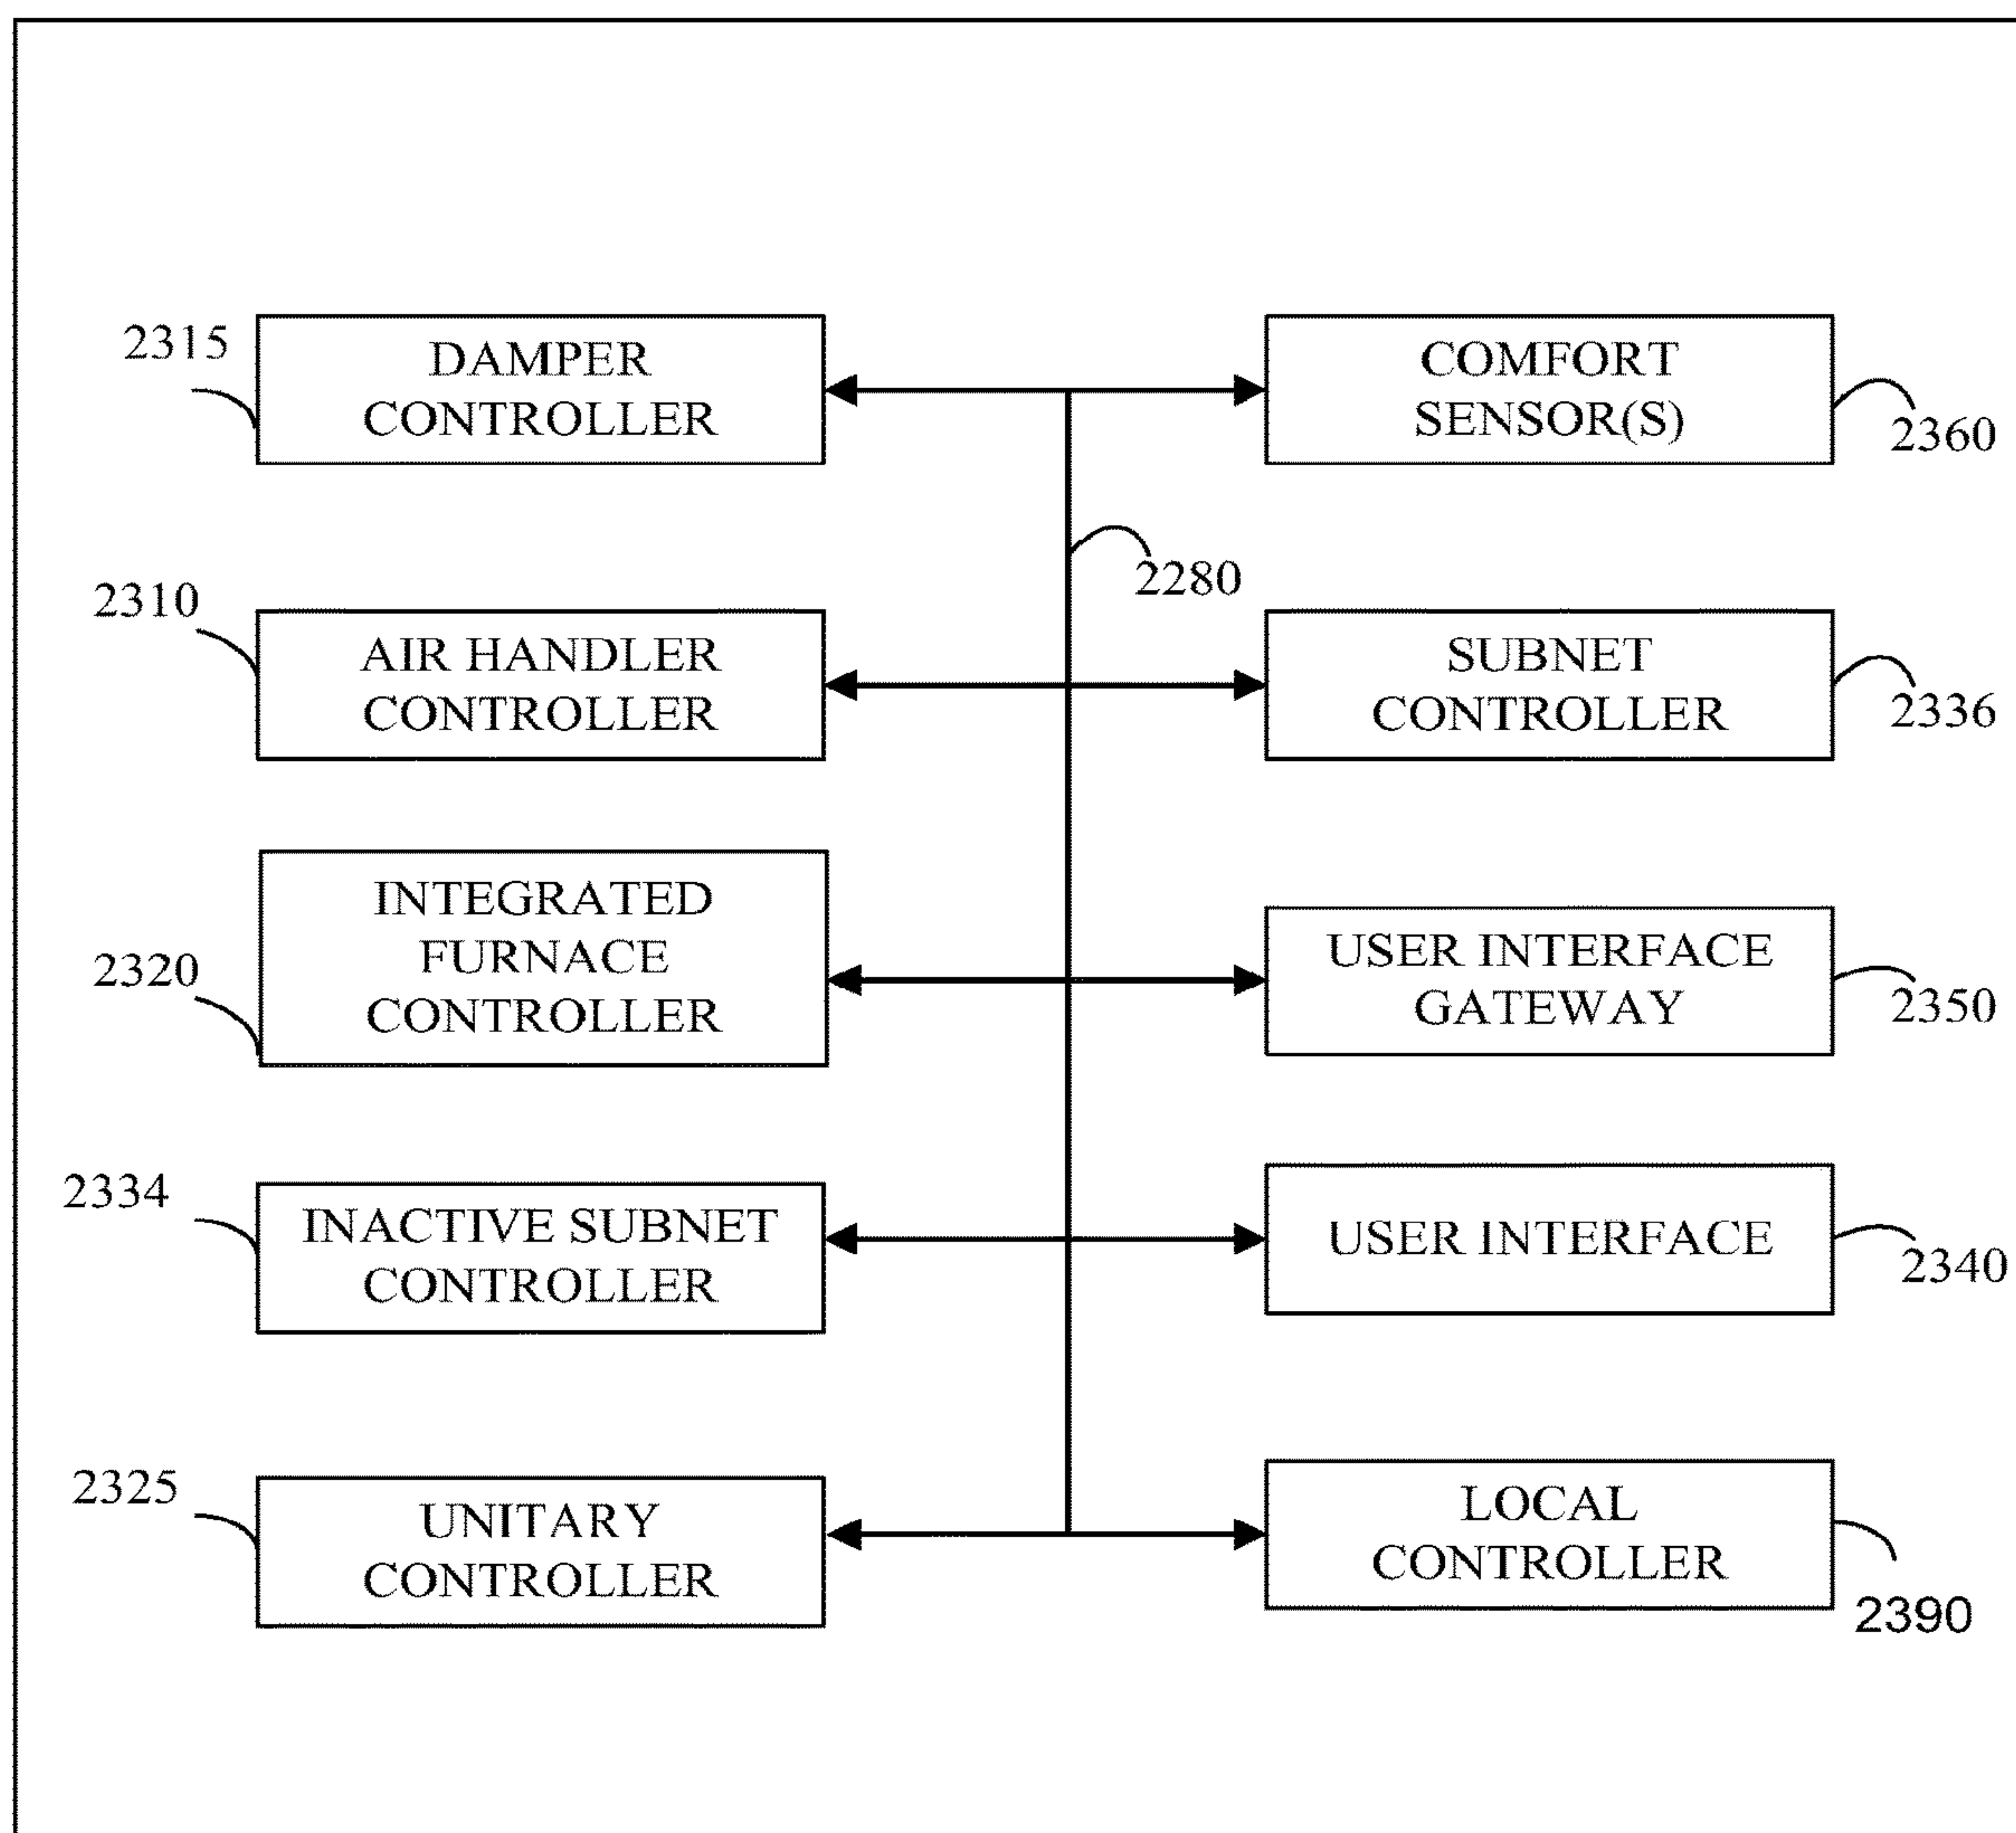 2315
DAMPER
CONTROLLER
COMFORT
SENSOR(S)
2360
2280
2310
AIR HANDLER
CONTROLLER
SUBNET
CONTROLLER
2336
2320
INTEGRATED
FURNACE
CONTROLLER
USER INTERFACE
GATEWAY
2350
2334
INACTIVE SUBNET
CONTROLLER
USER INTERFACE
2340
2325
UNITARY
CONTROLLER
LOCAL
CONTROLLER
2390